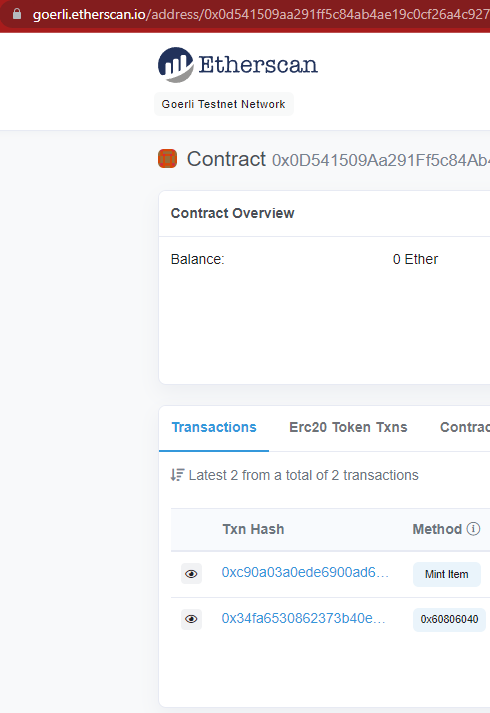 goerli.etherscan.io/address/0x0d541509aa291ff5c84ab4ae19c0cf26a4c927
Etherscan
Goerli Testnet Network
Contract 0x0D541509Aa291Ff5c84Ab4
Contract Overview
Balance: 0 Ether
Transactions Erc20 Token Txns Contrac
Latest 2 from a total of 2 transactions
Txn Hash Method
0xc90a03a0ede6900ad6... Mint Item
0x34fa6530862373b40e... 0x60806040